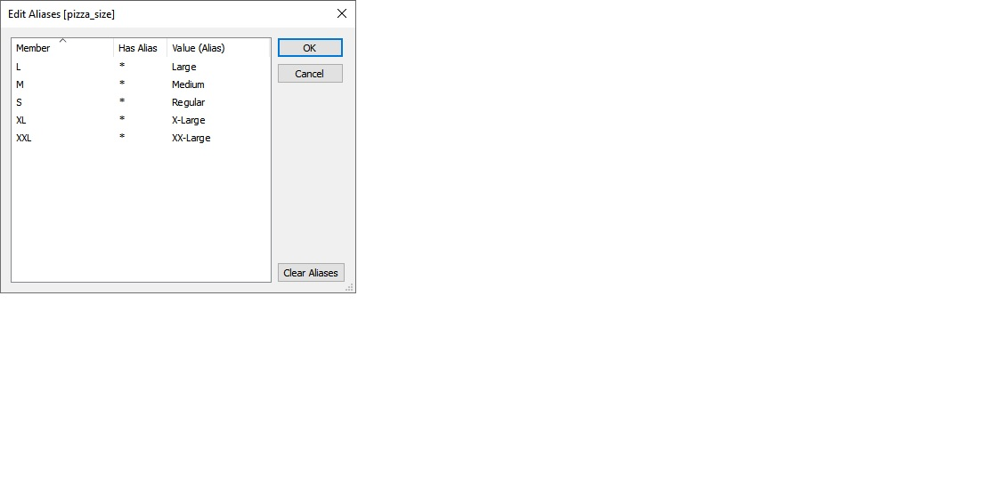 Edit Aliases [pizza_size]
Member Has Alias Value (Alias)
L * Large
M * Medium
S * Regular
XL * X-Large
XXL * XX-Large
OK
Cancel
Clear Aliases